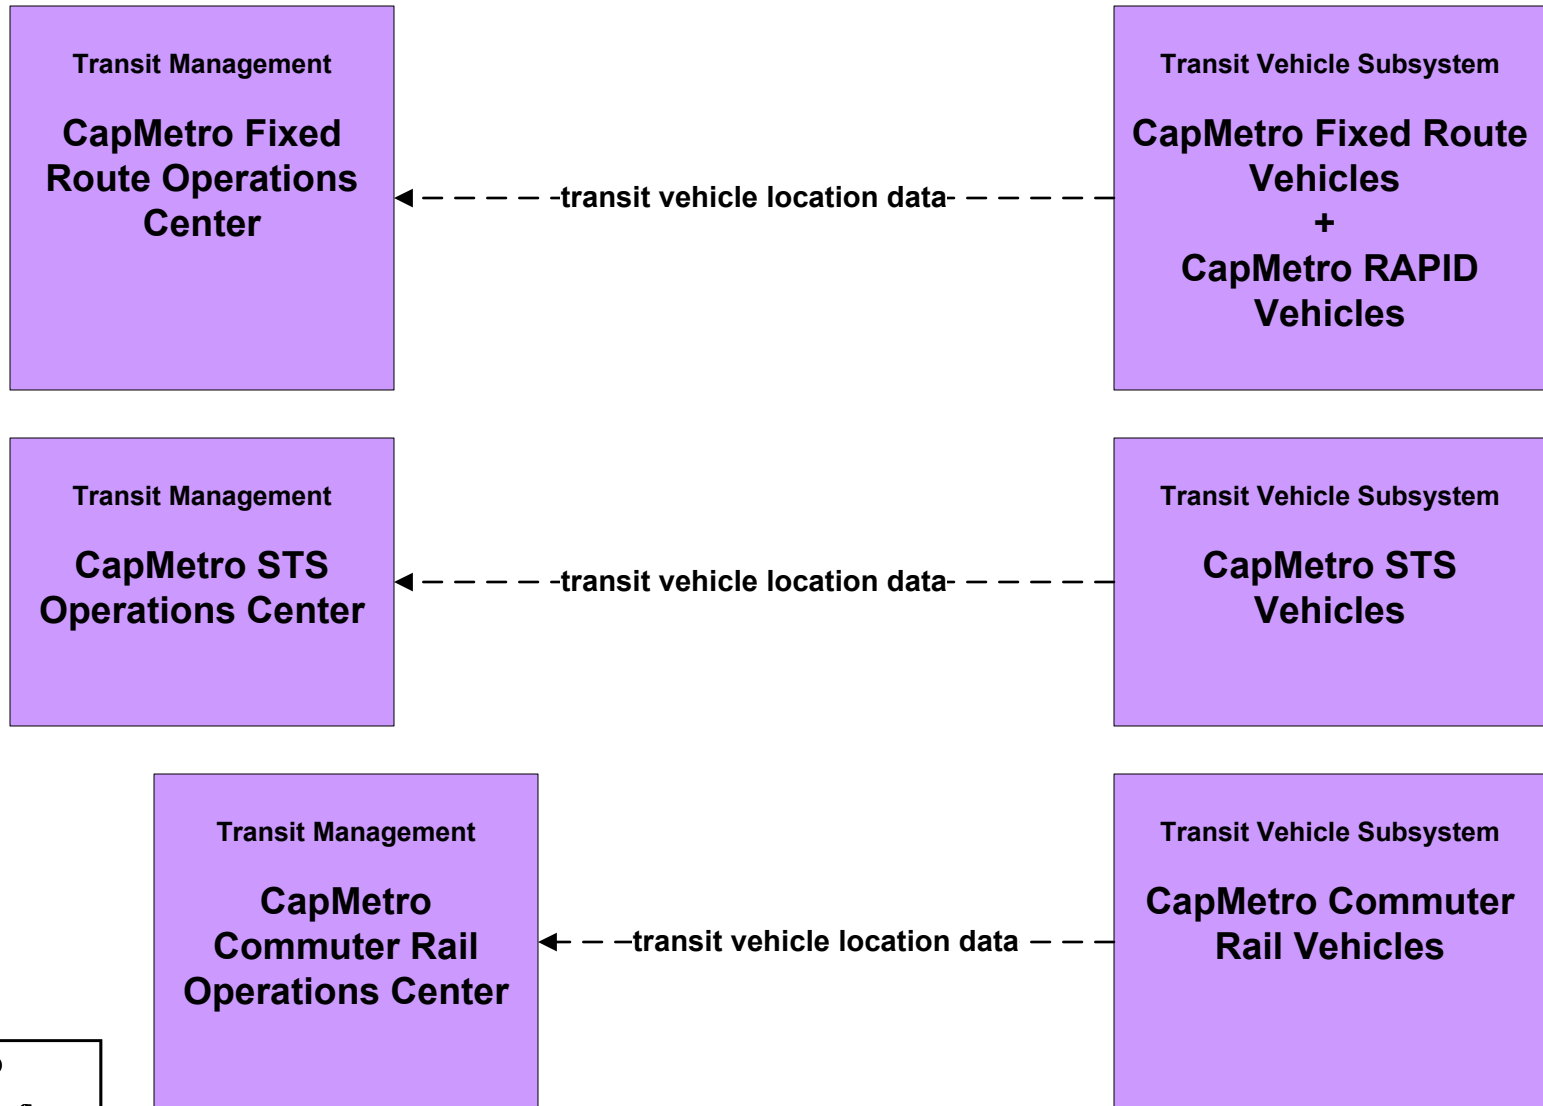 Transit Management
CapMetro Fixed
Route Operations
Center
transit vehicle location data
Transit Vehicle Subsystem
CapMetro Fixed Route
Vehicles
+
CapMetro RAPID
Vehicles
Transit Management
CapMetro STS
Operations Center
transit vehicle location data
Transit Vehicle Subsystem
CapMetro STS
Vehicles
Transit Management
CapMetro
Commuter Rail
Operations Center
transit vehicle location data
Transit Vehicle Subsystem
CapMetro Commuter
Rail Vehicles